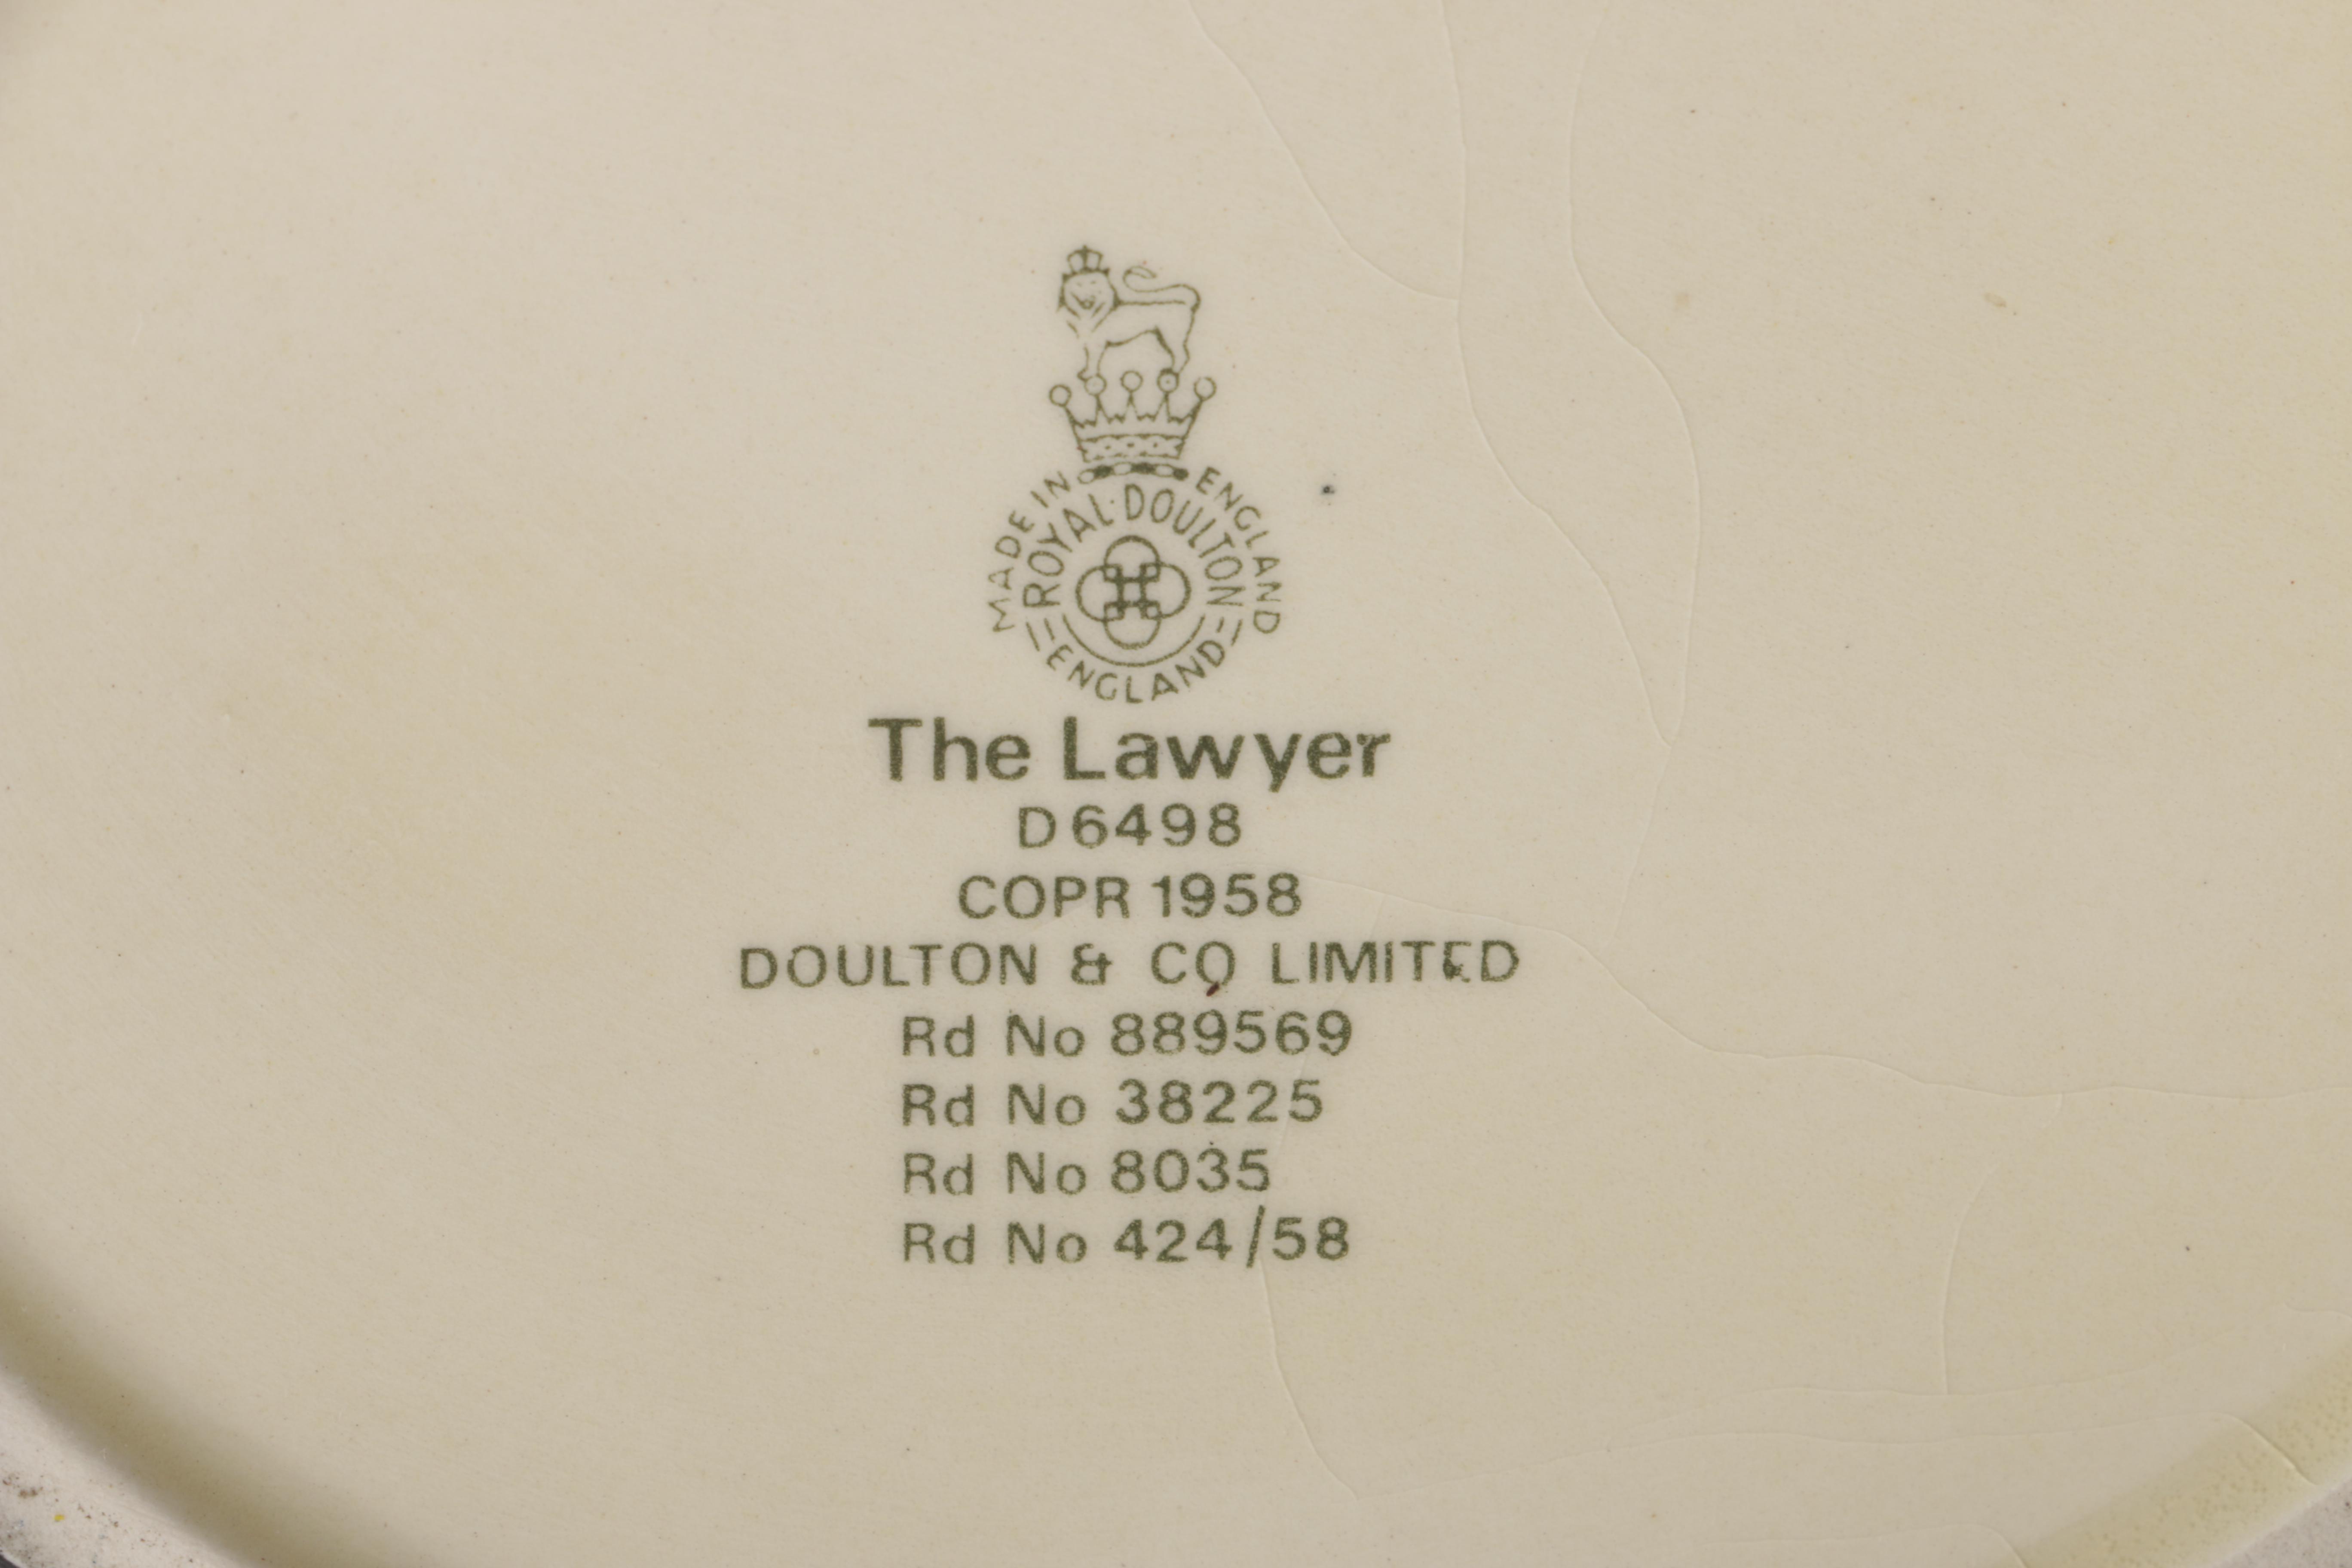 MADE IN ENGLAND
ROYAL·DOULTON
ENGLAND
The Lawyer
D6498
COPR 1958
DOULTON & CO LIMITED
Rd No 889569
Rd No 38225
Rd No 8035
Rd No 424/58